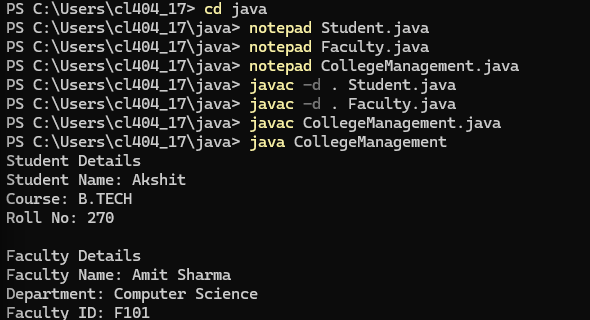 PS C:\Users\cl404_17> cd java
PS C:\Users\cl404_17\java> notepad Student.java
PS C:\Users\cl404_17\java> notepad Faculty.java
PS C:\Users\cl404_17\java> notepad CollegeManagement.java
PS C:\Users\cl404_17\java> javac -d . Student.java
PS C:\Users\cl404_17\java> javac -d . Faculty.java
PS C:\Users\cl404_17\java> javac CollegeManagement.java
PS C:\Users\cl404_17\java> java CollegeManagement
Student Details
Student Name: Akshit
Course: B.TECH
Roll No: 270
Faculty Details
Faculty Name: Amit Sharma
Department: Computer Science
Faculty ID: F101